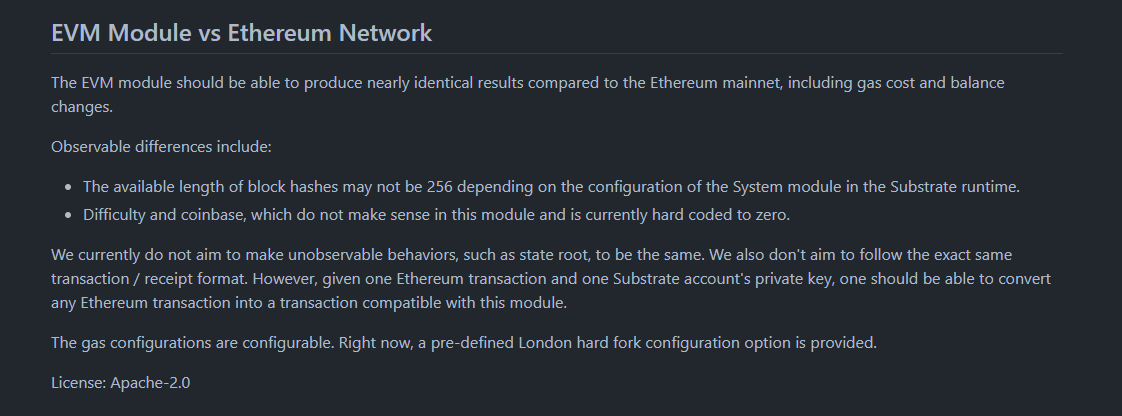 EVM Module vs Ethereum Network
The EVM module should be able to produce nearly identical results compared to the Ethereum mainnet, including gas cost and balance
changes.
Observable differences include:
• The available length of block hashes may not be 256 depending on the configuration of the System module in the Substrate runtime.
• Difficulty and coinbase, which do not make sense in this module and is currently hard coded to zero.
We currently do not aim to make unobservable behaviors, such as state root, to be the same. We also don't aim to follow the exact same
transaction / receipt format. However, given one Ethereum transaction and one Substrate account's private key, one should be able to convert
any Ethereum transaction into a transaction compatible with this module.
The gas configurations are configurable. Right now, a pre-defined London hard fork configuration option is provided.
License: Apache-2.0